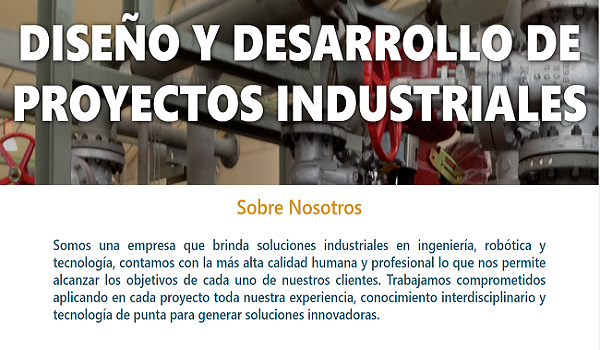 DISEÑO Y DESARROLLO DE
PROYECTOS INDUSTRIALES
Sobre Nosotros
Somos una empresa que brinda soluciones industriales en ingeniería, robótica y
tecnología, contamos con la más alta calidad humana y profesional lo que nos permite
alcanzar los objetivos de cada uno de nuestros clientes. Trabajamos comprometidos
aplicando en cada proyecto toda nuestra experiencia, conocimiento interdisciplinario y
tecnología de punta para generar soluciones innovadoras.